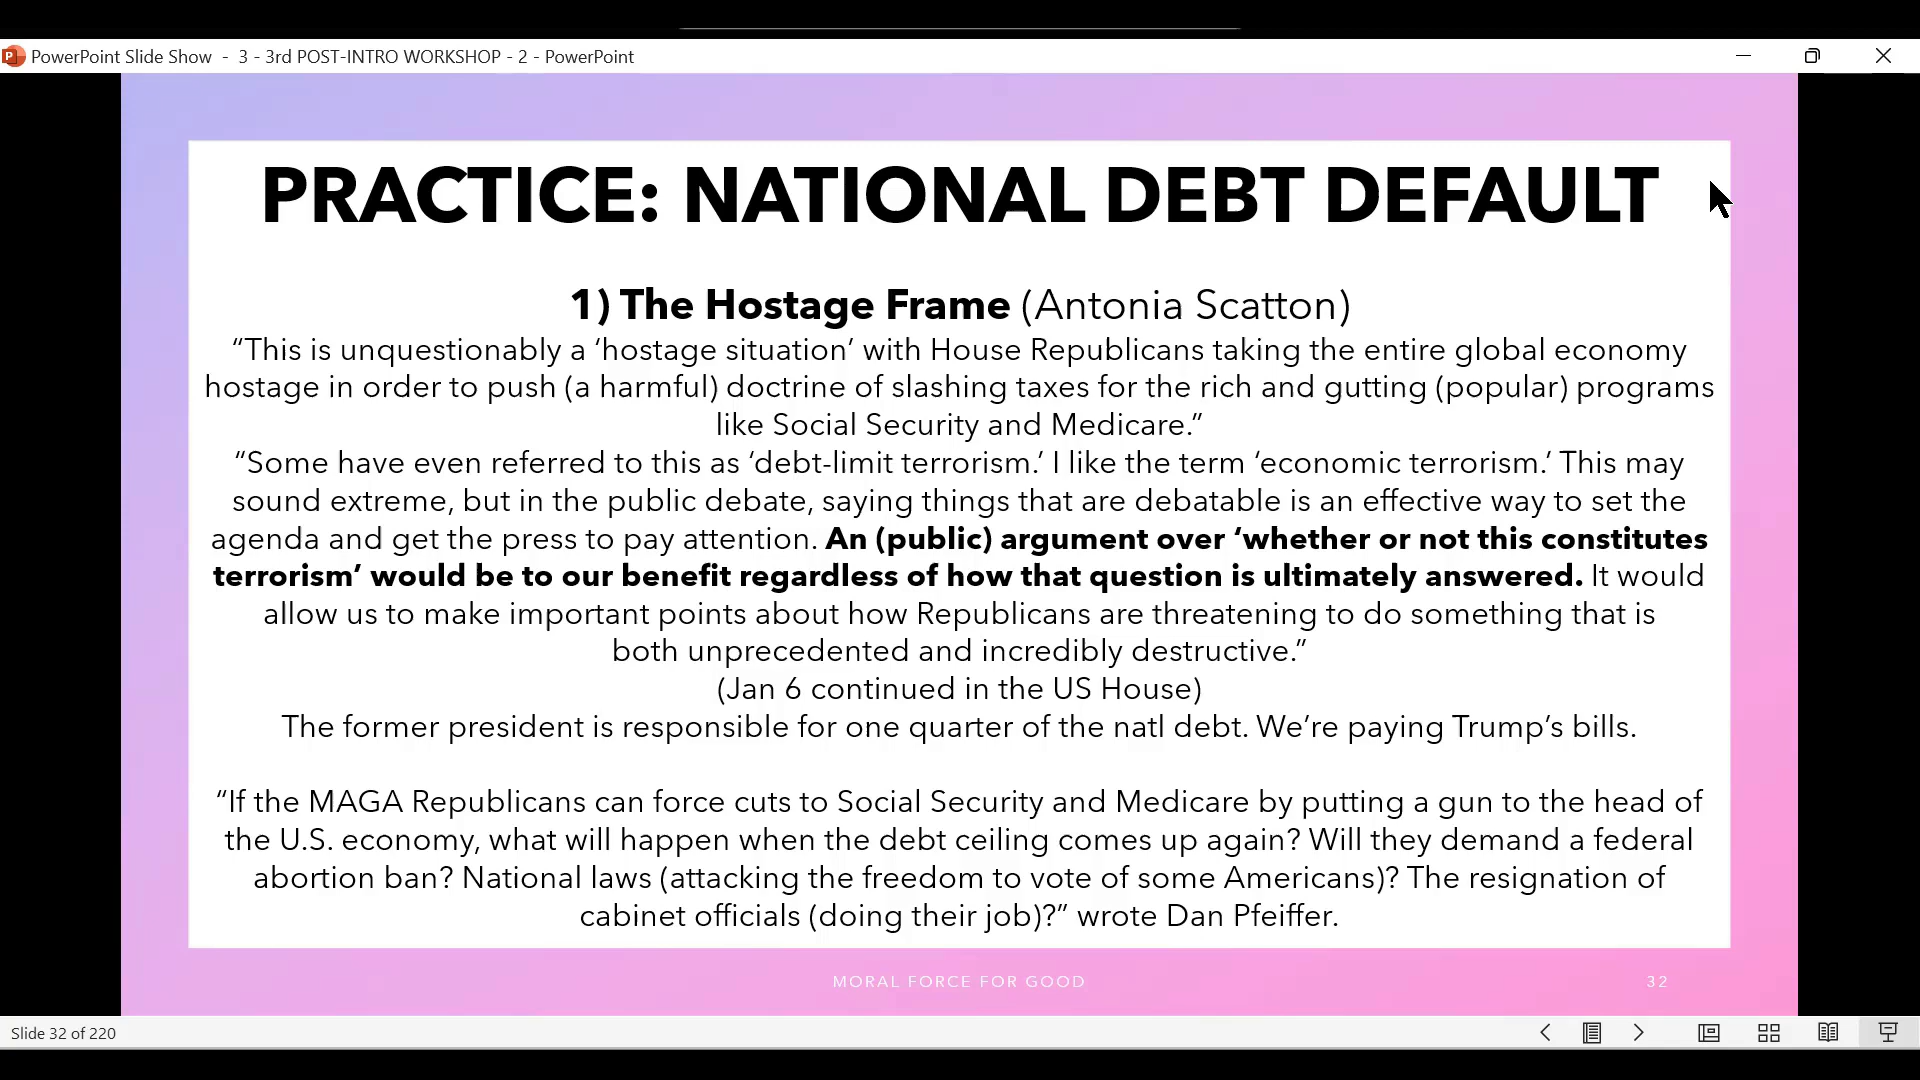 PowerPoint Slide Show - 3 - 3rd POST-INTRO WORKSHOP - 2 - PowerPoint
PRACTICE: NATIONAL DEBT DEFAULT
1) The Hostage Frame (Antonia Scatton)
“This is unquestionably a ‘hostage situation’ with House Republicans taking the entire global economy
hostage in order to push (a harmful) doctrine of slashing taxes for the rich and gutting (popular) programs
like Social Security and Medicare.”
“Some have even referred to this as ‘debt-limit terrorism.’ I like the term ‘economic terrorism.’ This may
sound extreme, but in the public debate, saying things that are debatable is an effective way to set the
agenda and get the press to pay attention. An (public) argument over ‘whether or not this constitutes
terrorism’ would be to our benefit regardless of how that question is ultimately answered. It would
allow us to make important points about how Republicans are threatening to do something that is
both unprecedented and incredibly destructive.”
(Jan 6 continued in the US House)
The former president is responsible for one quarter of the natl debt. We’re paying Trump’s bills.
“If the MAGA Republicans can force cuts to Social Security and Medicare by putting a gun to the head of
the U.S. economy, what will happen when the debt ceiling comes up again? Will they demand a federal
abortion ban? National laws (attacking the freedom to vote of some Americans)? The resignation of
cabinet officials (doing their job)?” wrote Dan Pfeiffer.
MORAL FORCE FOR GOOD
32
Slide 32 of 220